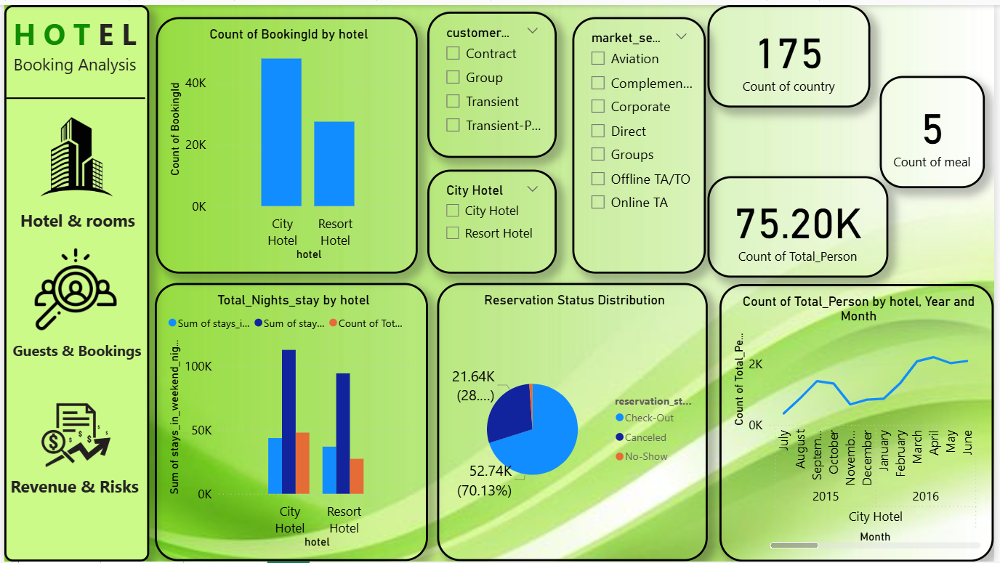 HOTEL
Booking Analysis
Hotel & rooms
Guests & Bookings
Revenue & Risks
Count of BookingId by hotel
Count of BookingId
40K
20K
0K
City
Hotel
Resort
Hotel
hotel
customer...
Contract
Group
Transient
Transient-P...
City Hotel
City Hotel
Resort Hotel
market_se...
Aviation
Complemen...
Corporate
Direct
Groups
Offline TA/TO
Online TA
175
Count of country
5
Count of meal
75.20K
Count of Total_Person
Total_Nights_stay by hotel
Sum of stays_i... Sum of stay... Count of Tot...
Sum of stays_in_weekend_nig...
100K
50K
0K
City
Hotel
Resort
Hotel
hotel
Reservation Status Distribution
21.64K
(28....)
52.74K
(70.13%)
reservation_st...
Check-Out
Canceled
No-Show
Count of Total_Person by hotel, Year and
Month
Count of Total_Pe...
2K
0K
July
August
Septem...
October
Novemb...
December
January
February
March
April
May
June
2015
2016
City Hotel
Month